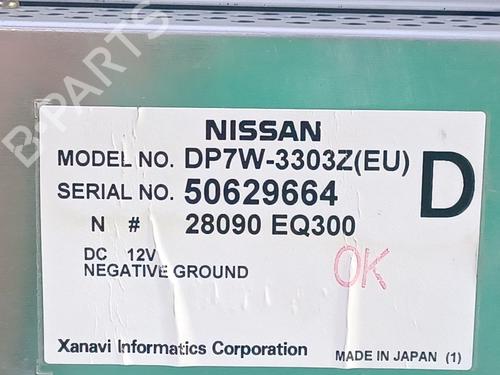 B-PARTS
NISSAN
MODEL NO. DP7W-3303Z(EU)
D
SERIAL NO. 50629664
N # 28090 EQ300
DC 12V
NEGATIVE GROUND
OK
Xanavi Informatics Corporation
MADE IN JAPAN (1)